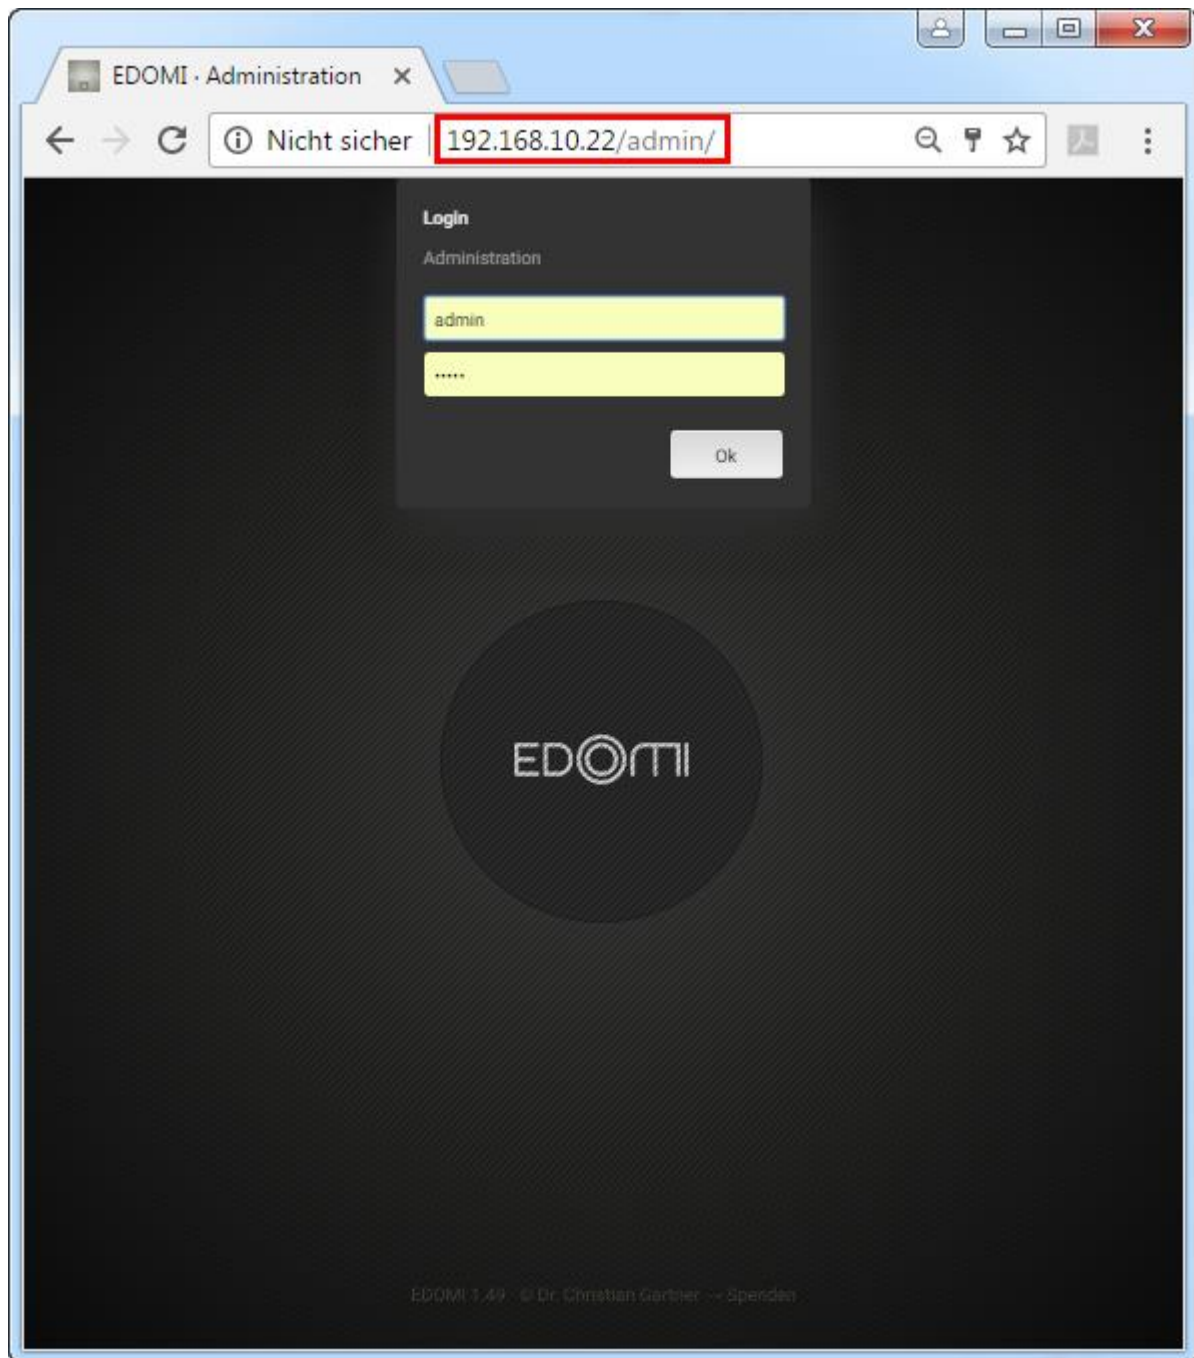 EDOMI · Administration
Nicht sicher 192.168.10.22/admin/
Login
Administration
admin
•••••
Ok
EDOMI
EDOMI 1.49 © Dr. Christian Gärtner → Spenden